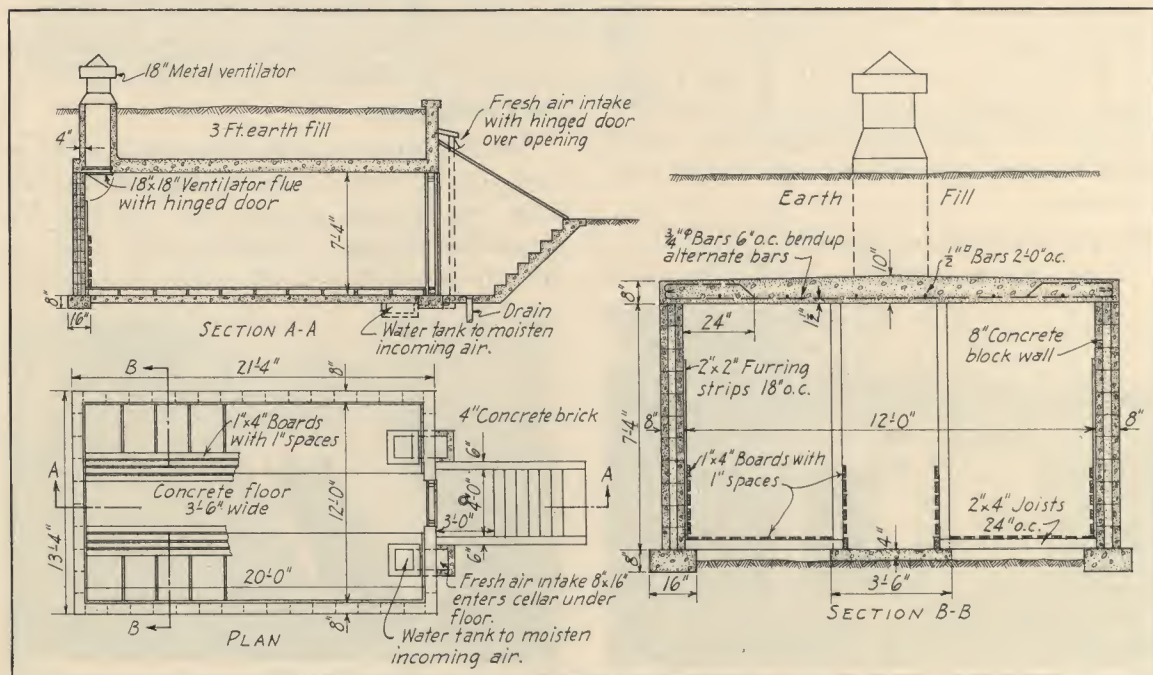 18" Metal ventilator
Fresh air intake
with hinged door
over opening
3 Ft. earth fill
4"
18"x18" Ventilator flue
with hinged door
7'-4"
8"
16"
SECTION A-A
Drain
Water tank to moisten
incoming air.
B
21'-4"
8"
1"x4" Boards
with 1" spaces
4" Concrete brick
6"
A
A
Concrete floor
3'-6" wide
12'-0"
4'-0"
3'-0"
13'-4"
6"
20'-0"
Fresh air intake 8"x16"
enters cellar under
floor.
B
8"
PLAN
Water tank to moisten
incoming air.
Earth Fill
3/4"φ Bars 6" o.c. bend up
alternate bars
10"
1/2"□ Bars 2'-0" o.c.
8"
24"
1 1/2"
8" Concrete
block wall
2"x2" Furring
strips 18" o.c.
7'-4"
8"
12'-0"
8"
1"x4" Boards with
1" spaces
2"x4" Joists
24" o.c.
4"
8"
16"
3'-6"
SECTION B-B